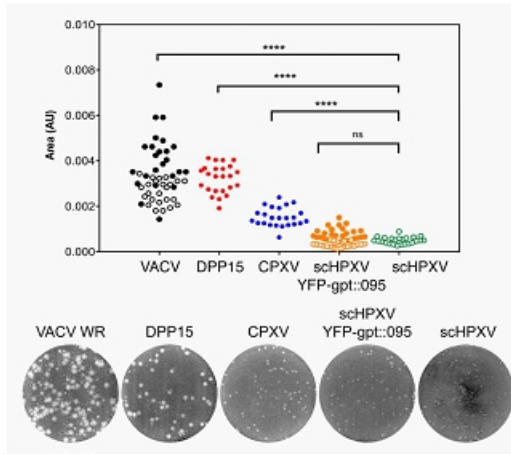 0.010
****
0.008
****
0.006
****
ns
Area (AU)
0.004
0.002
0.000
VACV DPP15 CPXV scHPXV scHPXV
YFP-gpt::095
scHPXV
VACV WR DPP15 CPXV YFP-gpt::095 scHPXV